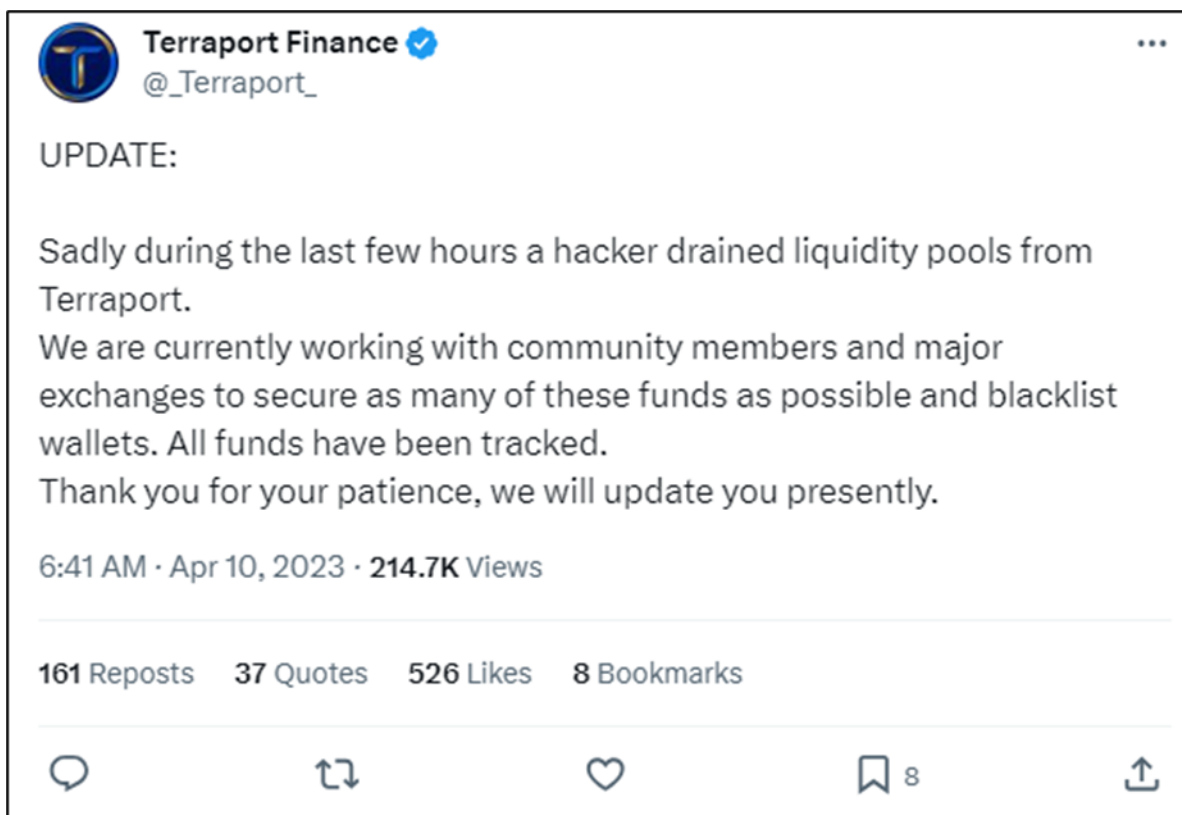 Terraport Finance
@_Terraport_
UPDATE:
Sadly during the last few hours a hacker drained liquidity pools from
Terraport.
We are currently working with community members and major
exchanges to secure as many of these funds as possible and blacklist
wallets. All funds have been tracked.
Thank you for your patience, we will update you presently.
6:41 AM · Apr 10, 2023 · 214.7K Views
161 Reposts 37 Quotes 526 Likes 8 Bookmarks
8